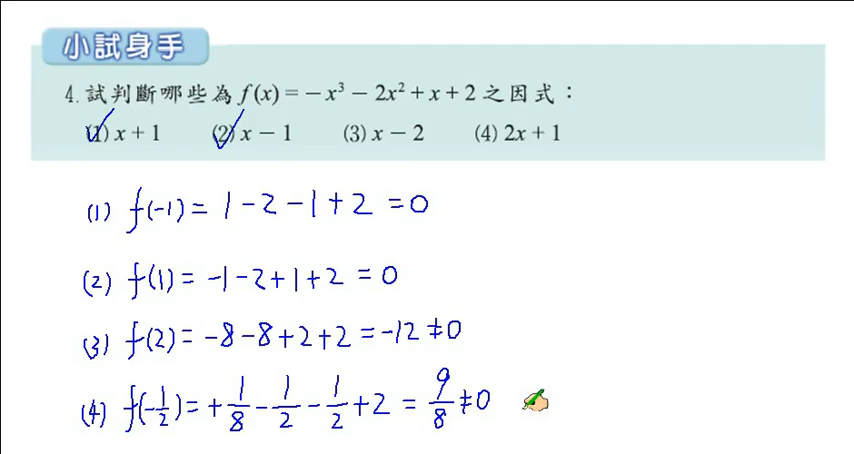 小試身手
4. 試判斷哪些為 f(x) = −x³ − 2x² + x + 2 之因式：
(1) x + 1 (2) x − 1 (3) x − 2 (4) 2x + 1
(1) f(-1) = 1 - 2 - 1 + 2 = 0
(2) f(1) = -1 - 2 + 1 + 2 = 0
(3) f(2) = -8 - 8 + 2 + 2 = -12 ≠ 0
(4) f(-1/2) = + 1/8 - 1/2 - 1/2 + 2 = 9/8 ≠ 0